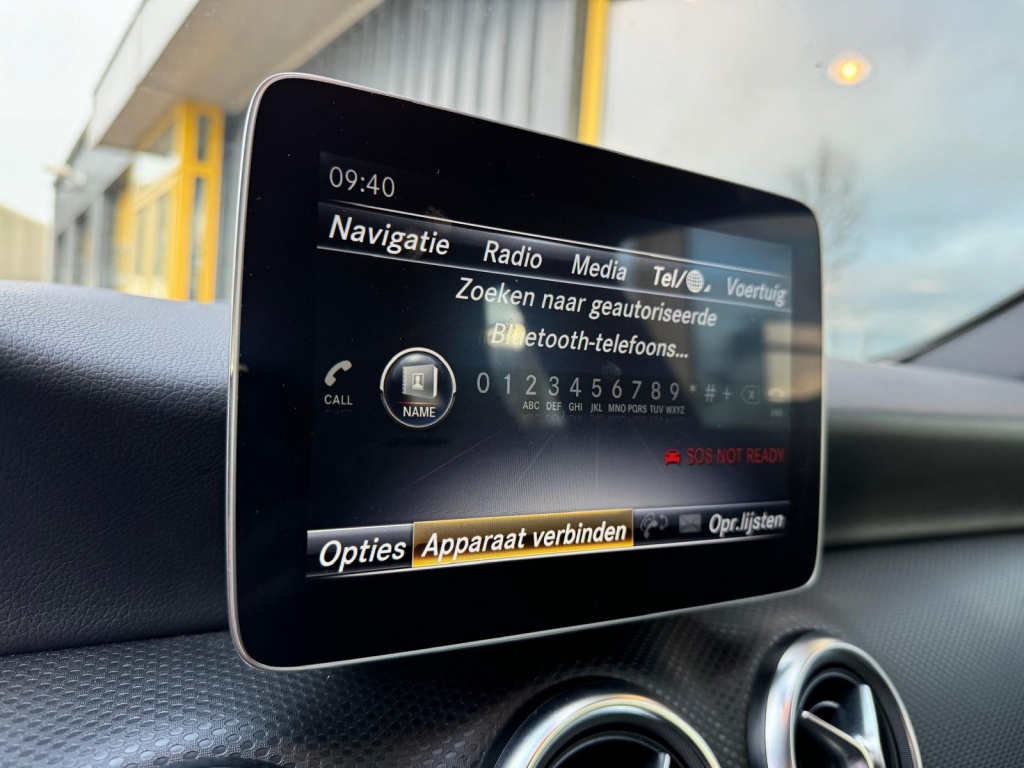 09:40
Navigatie Radio Media Tel/ Voertuig
Zoeken naar geautoriseerde
Bluetooth-telefoons...
CALL NAME 0 1 2 3 4 5 6 7 8 9 * # +
ABC DEF GHI JKL MNO PQRS TUV WXYZ END
SOS NOT READY
Opties Apparaat verbinden Opr.lijsten